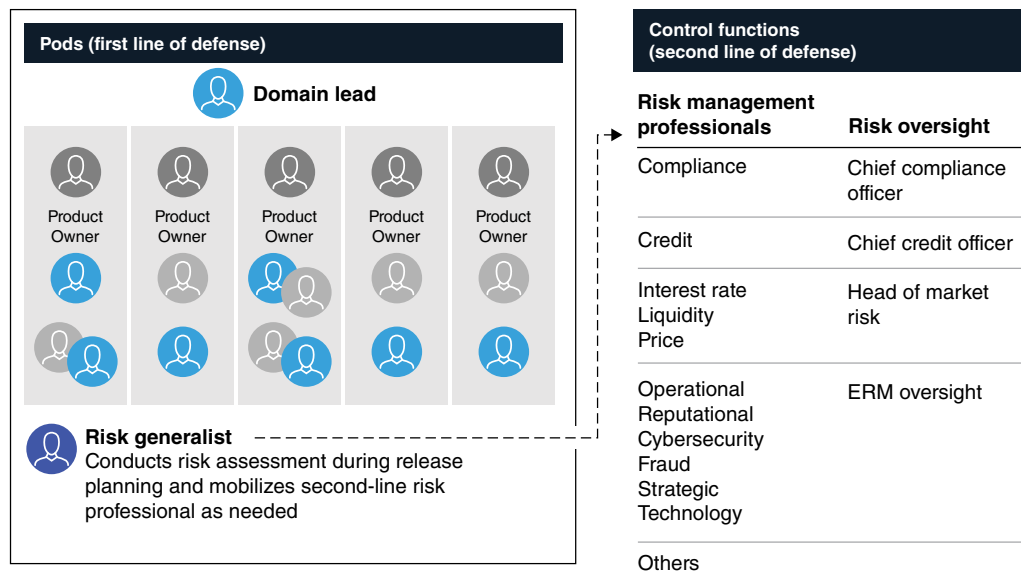 Pods (first line of defense)
Domain lead
Product
Owner
Product
Owner
Product
Owner
Product
Owner
Product
Owner
Risk generalist
Conducts risk assessment during release
planning and mobilizes second-line risk
professional as needed
Control functions
(second line of defense)
Risk management
professionals
Risk oversight
Compliance
Chief compliance
officer
Credit
Chief credit officer
Interest rate
Liquidity
Price
Head of market
risk
Operational
Reputational
Cybersecurity
Fraud
Strategic
Technology
ERM oversight
Others